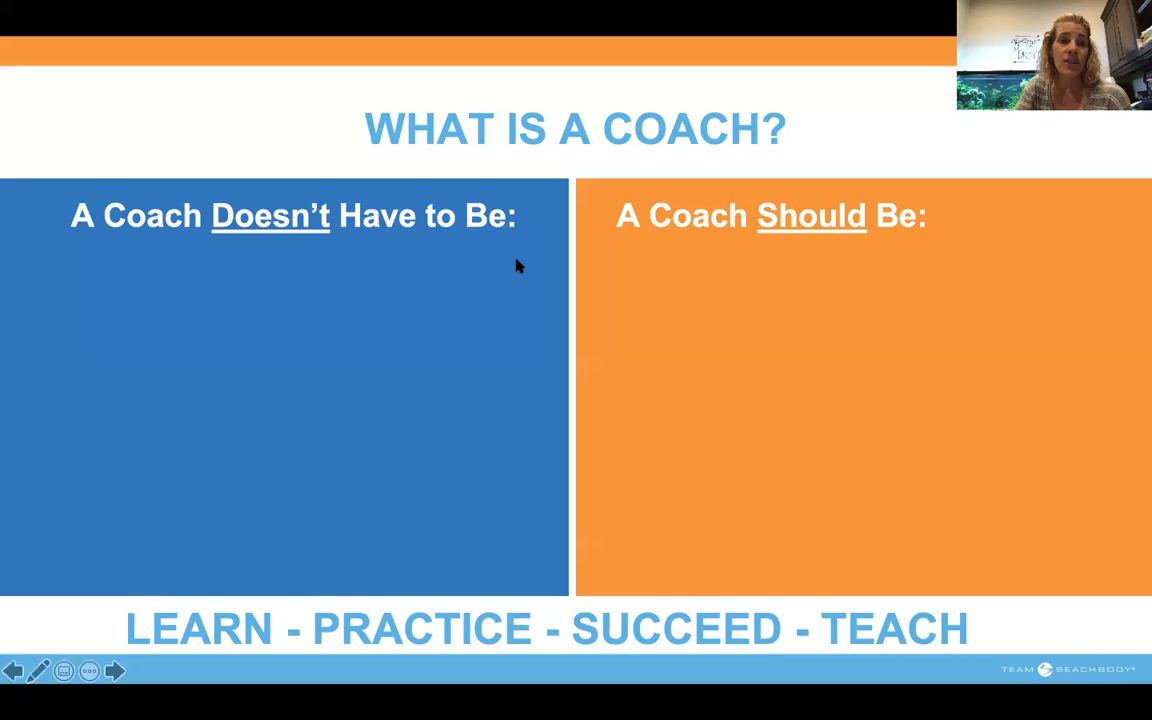 WHAT IS A COACH?
A Coach Doesn’t Have to Be:
A Coach Should Be:
LEARN - PRACTICE - SUCCEED - TEACH
TEAM BEACHBODY